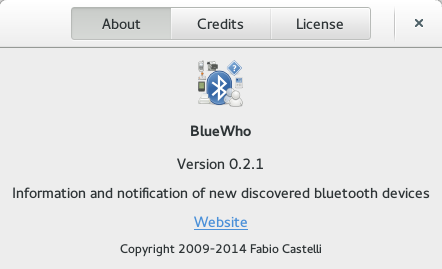 About Credits License
BlueWho
Version 0.2.1
Information and notification of new discovered bluetooth devices
Website
Copyright 2009-2014 Fabio Castelli